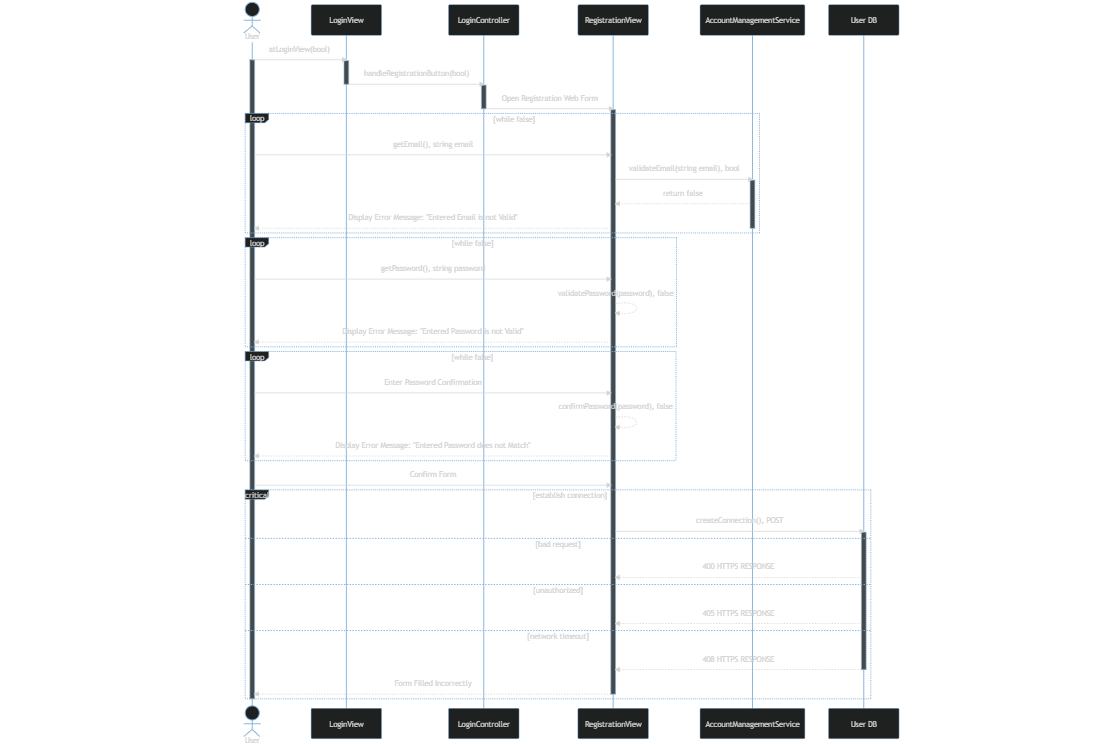 LoginView
LoginController
RegistrationView
AccountManagementService
User DB
User
atLoginView(bool)
handleRegistrationButton(bool)
Open Registration Web Form
loop
[while false]
getEmail(), string email
validateEmail(string email), bool
return false
Display Error Message: "Entered Email is not Valid"
loop
[while false]
getPassword(), string password
validatePassword(password), false
Display Error Message: "Entered Password is not Valid"
loop
[while false]
Enter Password Confirmation
confirmPassword(password), false
Display Error Message: "Entered Password does not Match"
Confirm Form
critical
[establish connection]
createConnection(), POST
[bad request]
400 HTTPS RESPONSE
[unauthorized]
405 HTTPS RESPONSE
[network timeout]
408 HTTPS RESPONSE
Form Filled Incorrectly
LoginView
LoginController
RegistrationView
AccountManagementService
User DB
User